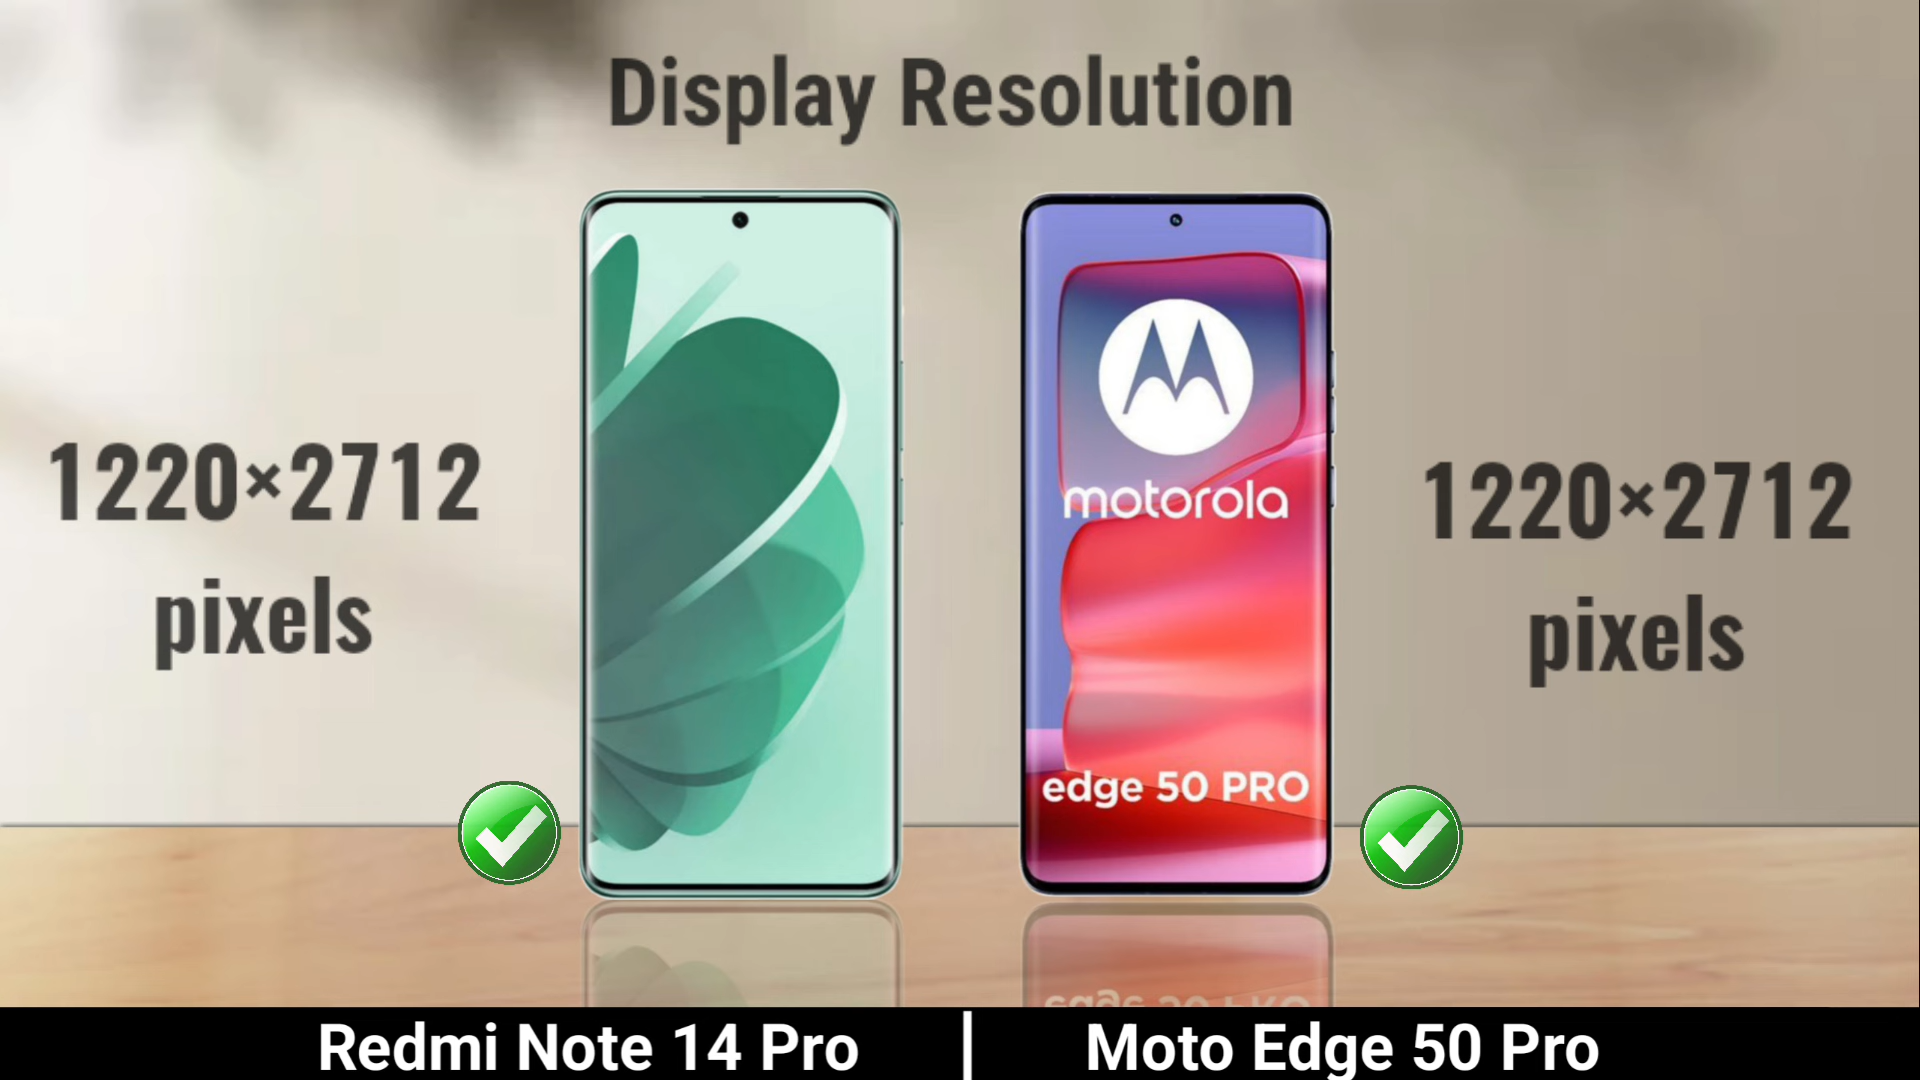 Display Resolution
1220×2712
pixels
motorola
edge 50 PRO
1220×2712
pixels
Redmi Note 14 Pro | Moto Edge 50 Pro